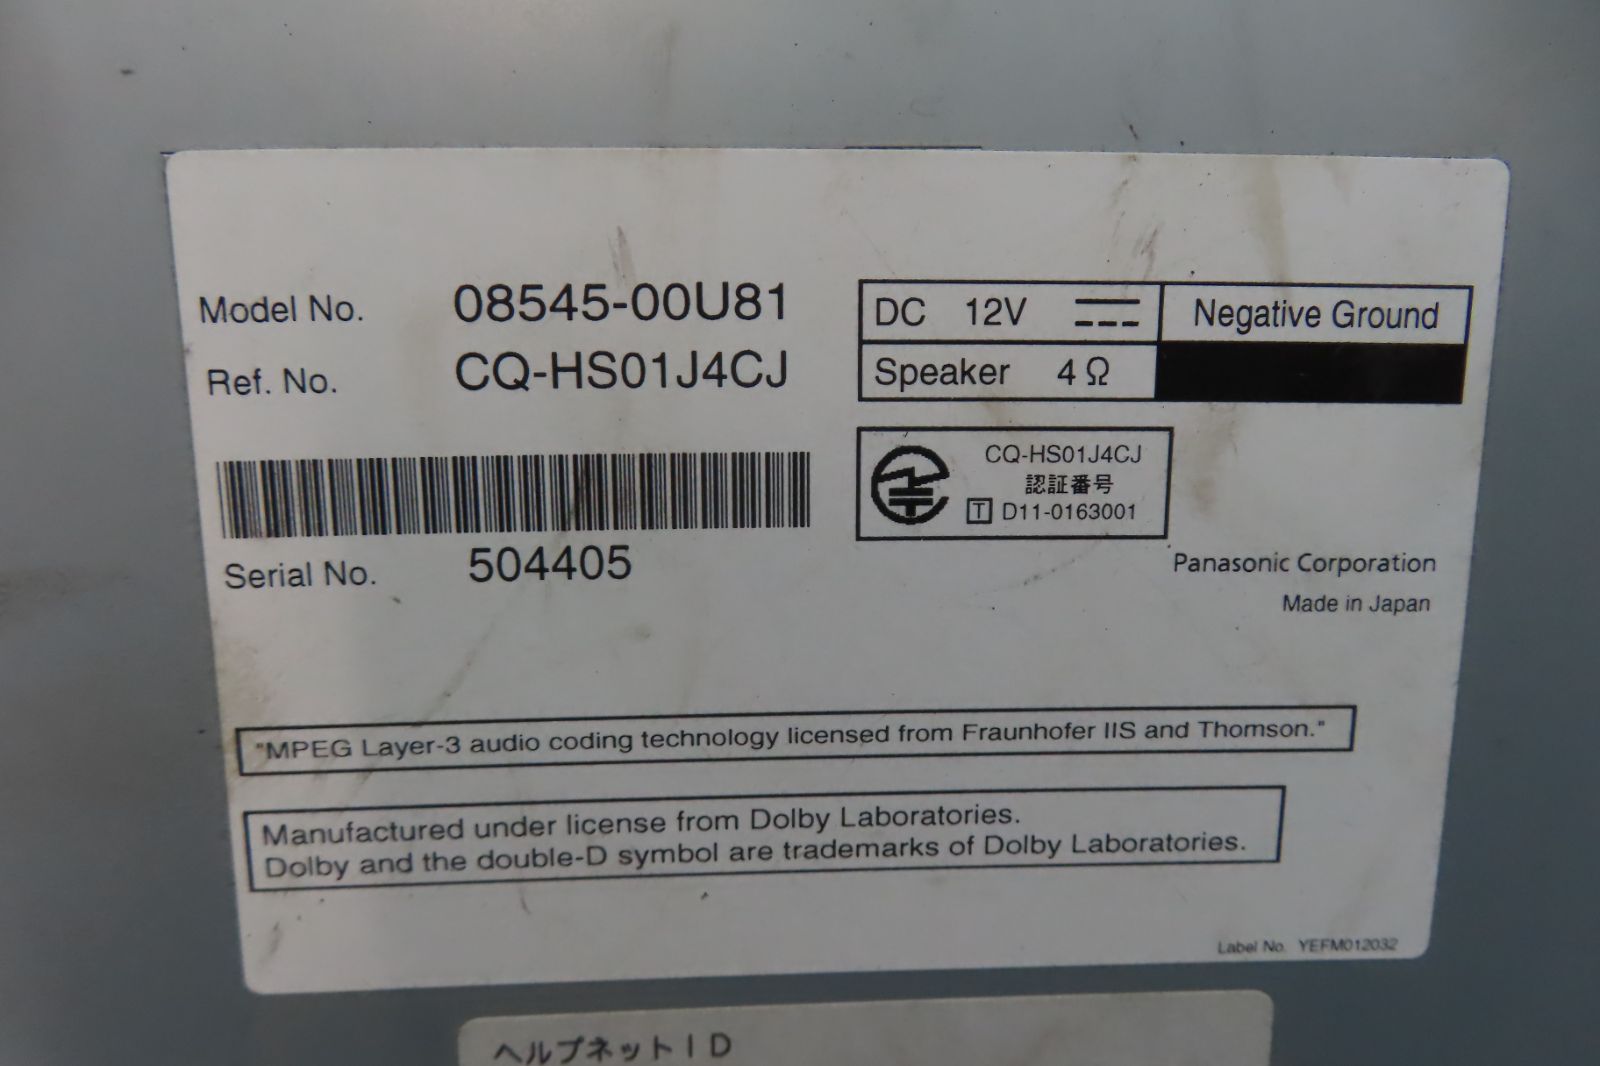 Model No. 08545-00U81
Ref. No. CQ-HS01J4CJ
Serial No. 504405
DC 12V Negative Ground
Speaker 4Ω
CQ-HS01J4CJ
認証番号
T D11-0163001
Panasonic Corporation
Made in Japan
"MPEG Layer-3 audio coding technology licensed from Fraunhofer IIS and Thomson."
Manufactured under license from Dolby Laboratories.
Dolby and the double-D symbol are trademarks of Dolby Laboratories.
Label No. YEFM012032
ヘルプネットID